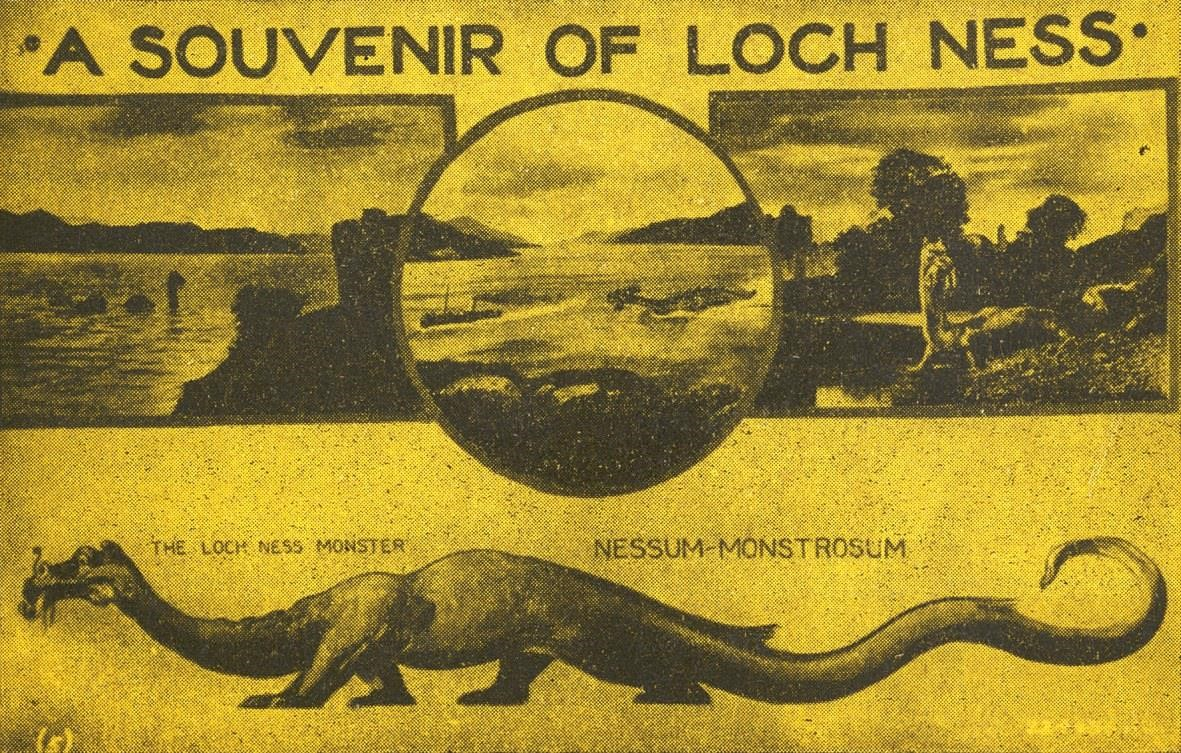 ·A SOUVENIR OF LOCH NESS·
THE LOCH NESS MONSTER
NESSUM-MONSTROSUM
(s)